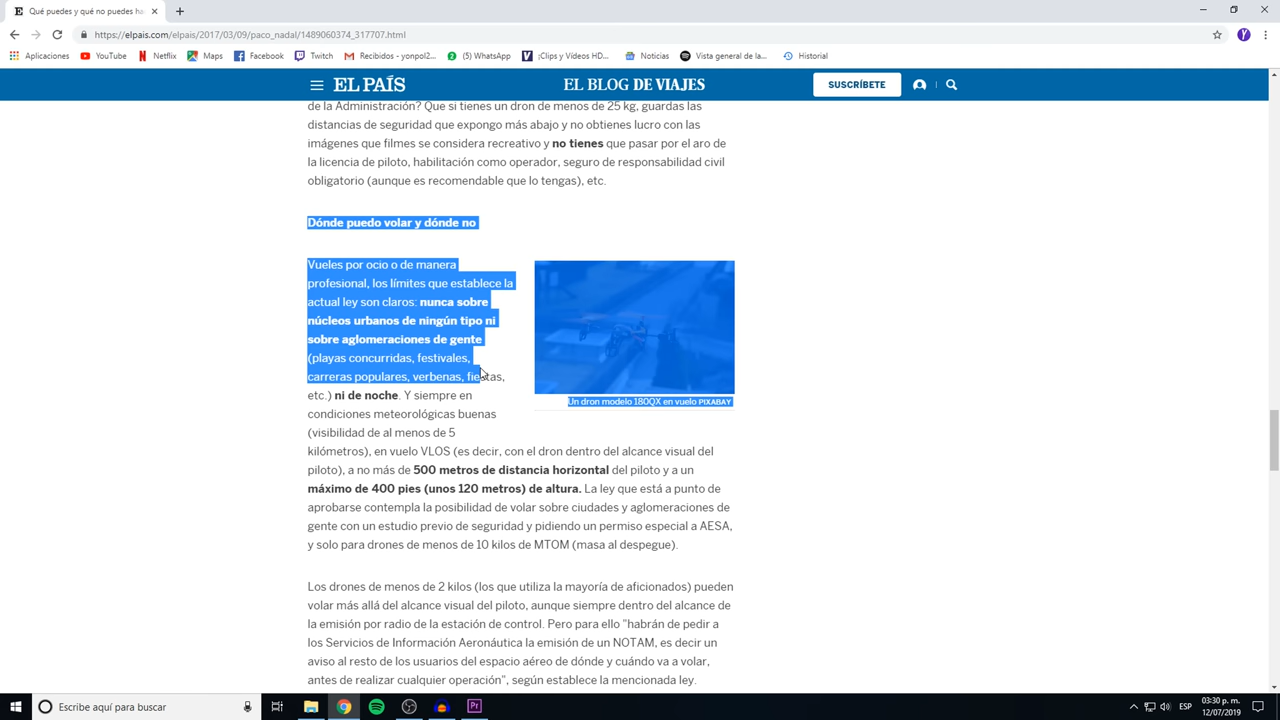 Qué puedes y qué no puedes ha
https://elpais.com/elpais/2017/03/09/paco_nadal/1489060374_317707.html
Aplicaciones
YouTube
Netflix
Maps
Facebook
Twitch
Recibidos - yonpol2...
(5) WhatsApp
¡Clips y Vídeos HD...
Noticias
Vista general de la...
Historial
EL PAÍS
EL BLOG DE VIAJES
SUSCRÍBETE
de la Administración? Que si tienes un dron de menos de 25 kg, guardas las
distancias de seguridad que expongo más abajo y no obtienes lucro con las
imágenes que filmes se considera recreativo y no tienes que pasar por el aro de
la licencia de piloto, habilitación como operador, seguro de responsabilidad civil
obligatorio (aunque es recomendable que lo tengas), etc.
Dónde puedo volar y dónde no
Vueles por ocio o de manera
profesional, los límites que establece la
actual ley son claros: nunca sobre
núcleos urbanos de ningún tipo ni
sobre aglomeraciones de gente
(playas concurridas, festivales,
carreras populares, verbenas, fiestas,
etc.) ni de noche. Y siempre en
condiciones meteorológicas buenas
(visibilidad de al menos de 5
kilómetros), en vuelo VLOS (es decir, con el dron dentro del alcance visual del
piloto), a no más de 500 metros de distancia horizontal del piloto y a un
máximo de 400 pies (unos 120 metros) de altura. La ley que está a punto de
aprobarse contempla la posibilidad de volar sobre ciudades y aglomeraciones de
gente con un estudio previo de seguridad y pidiendo un permiso especial a AESA,
y solo para drones de menos de 10 kilos de MTOM (masa al despegue).
Un dron modelo 180QX en vuelo PIXABAY
Los drones de menos de 2 kilos (los que utiliza la mayoría de aficionados) pueden
volar más allá del alcance visual del piloto, aunque siempre dentro del alcance de
la emisión por radio de la estación de control. Pero para ello "habrán de pedir a
los Servicios de Información Aeronáutica la emisión de un NOTAM, es decir un
aviso al resto de los usuarios del espacio aéreo de dónde y cuándo va a volar,
antes de realizar cualquier operación", según establece la mencionada ley.
Escribe aquí para buscar
Pr
ESP
03:30 p. m.
12/07/2019